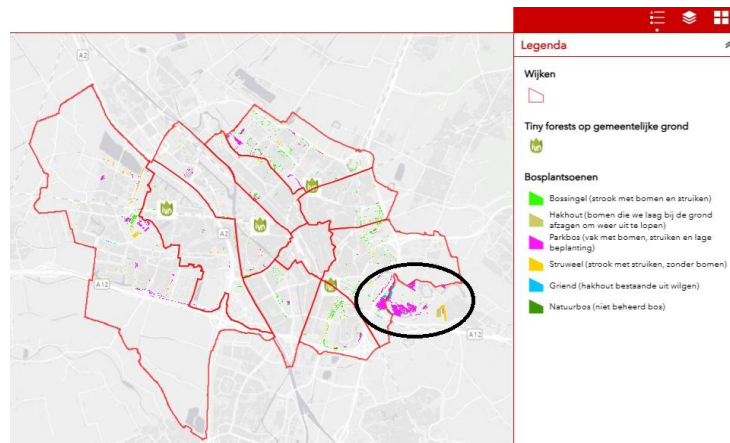 Legenda
A2
Wijken
Tiny forests op gemeentelijke grond
Bosplantsoenen
Bossingel (strook met bomen en struiken)
Hakhout (bomen die we laag bij de grond
afzagen om weer uit te lopen)
Parkbos (vak met bomen, struiken en lage
beplanting)
Struweel (strook met struiken, zonder bomen)
A12
Griend (hakhout bestaande uit wilgen)
Natuurbos (niet beheerd bos)
A12
A2